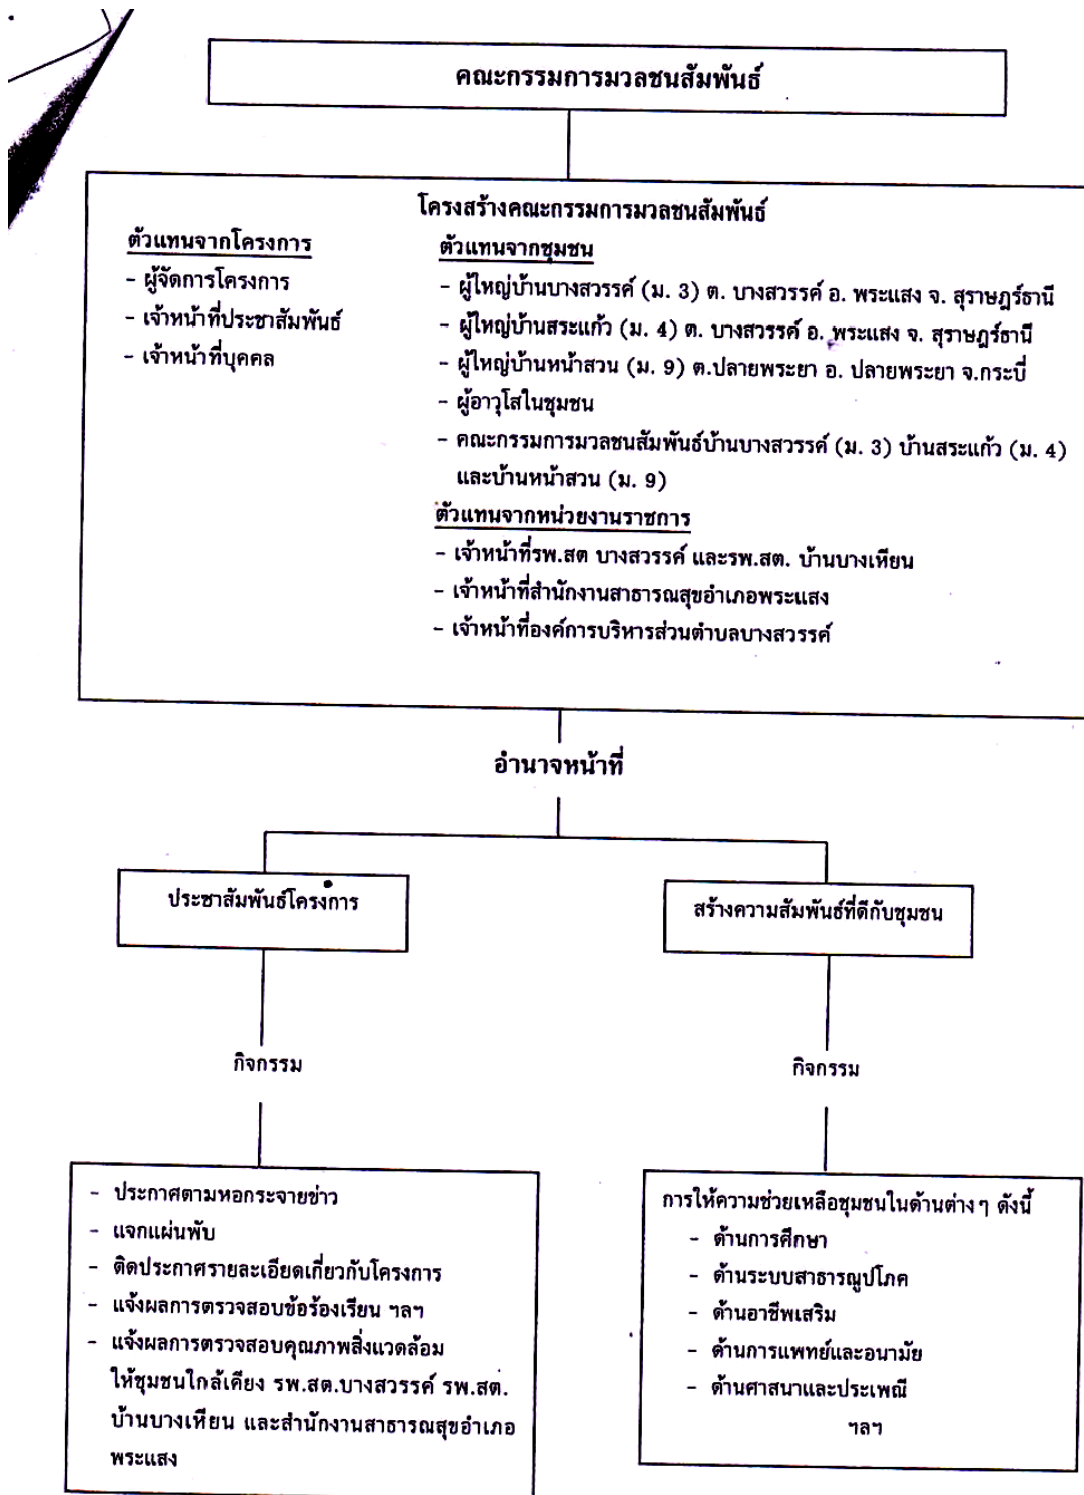 คณะกรรมการมวลชนสัมพันธ์
โครงสร้างคณะกรรมการมวลชนสัมพันธ์
ตัวแทนจากโครงการ
- ผู้จัดการโครงการ
- เจ้าหน้าที่ประชาสัมพันธ์
- เจ้าหน้าที่บุคคล
ตัวแทนจากชุมชน
- ผู้ใหญ่บ้านบางสวรรค์ (ม. 3) ต. บางสวรรค์ อ. พระแสง จ. สุราษฎร์ธานี
- ผู้ใหญ่บ้านสระแก้ว (ม. 4) ต. บางสวรรค์ อ. พระแสง จ. สุราษฎร์ธานี
- ผู้ใหญ่บ้านหน้าสวน (ม. 9) ต.ปลายพระยา อ. ปลายพระยา จ.กระบี่
- ผู้อาวุโสในชุมชน
- คณะกรรมการมวลชนสัมพันธ์บ้านบางสวรรค์ (ม. 3) บ้านสระแก้ว (ม. 4)
และบ้านหน้าสวน (ม. 9)
ตัวแทนจากหน่วยงานราชการ
- เจ้าหน้าที่รพ.สต บางสวรรค์ และรพ.สต. บ้านบางเหียน
- เจ้าหน้าที่สำนักงานสาธารณสุขอำเภอพระแสง
- เจ้าหน้าที่องค์การบริหารส่วนตำบลบางสวรรค์
อำนาจหน้าที่
ประชาสัมพันธ์โครงการ
กิจกรรม
- ประกาศตามหอกระจายข่าว
- แจกแผ่นพับ
- ติดประกาศรายละเอียดเกี่ยวกับโครงการ
- แจ้งผลการตรวจสอบข้อร้องเรียน ฯลฯ
- แจ้งผลการตรวจสอบคุณภาพสิ่งแวดล้อม
ให้ชุมชนใกล้เคียง รพ.สต.บางสวรรค์ รพ.สต.
บ้านบางเหียน และสำนักงานสาธารณสุขอำเภอ
พระแสง
สร้างความสัมพันธ์ที่ดีกับชุมชน
กิจกรรม
การให้ความช่วยเหลือชุมชนในด้านต่างๆ ดังนี้
- ด้านการศึกษา
- ด้านระบบสาธารณูปโภค
- ด้านอาชีพเสริม
- ด้านการแพทย์และอนามัย
- ด้านศาสนาและประเพณี
ฯลฯ